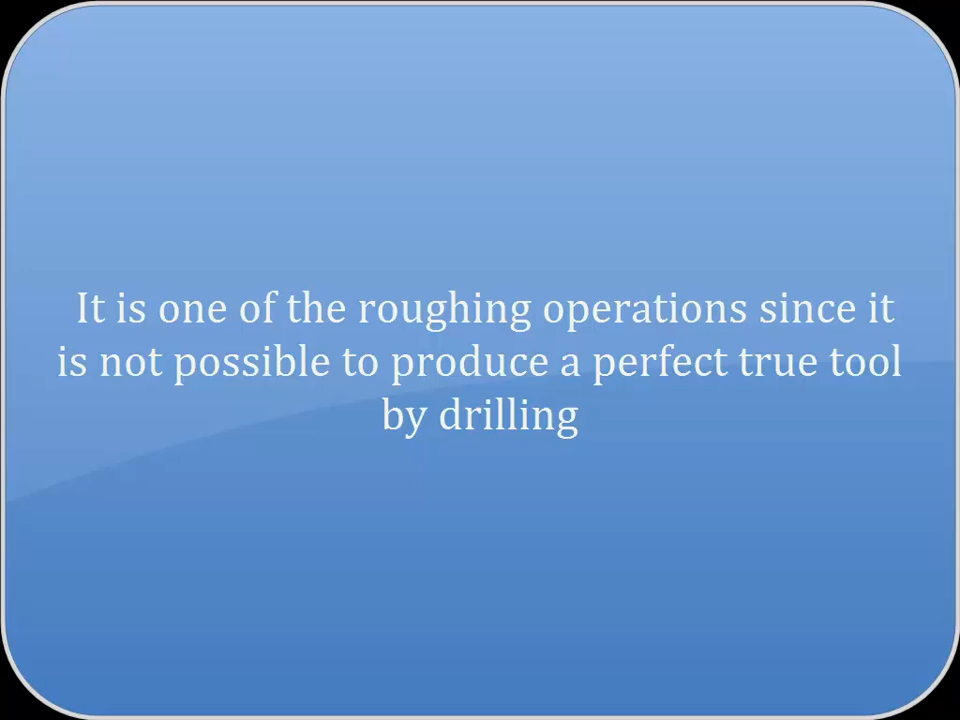 It is one of the roughing operations since it
is not possible to produce a perfect true tool
by drilling